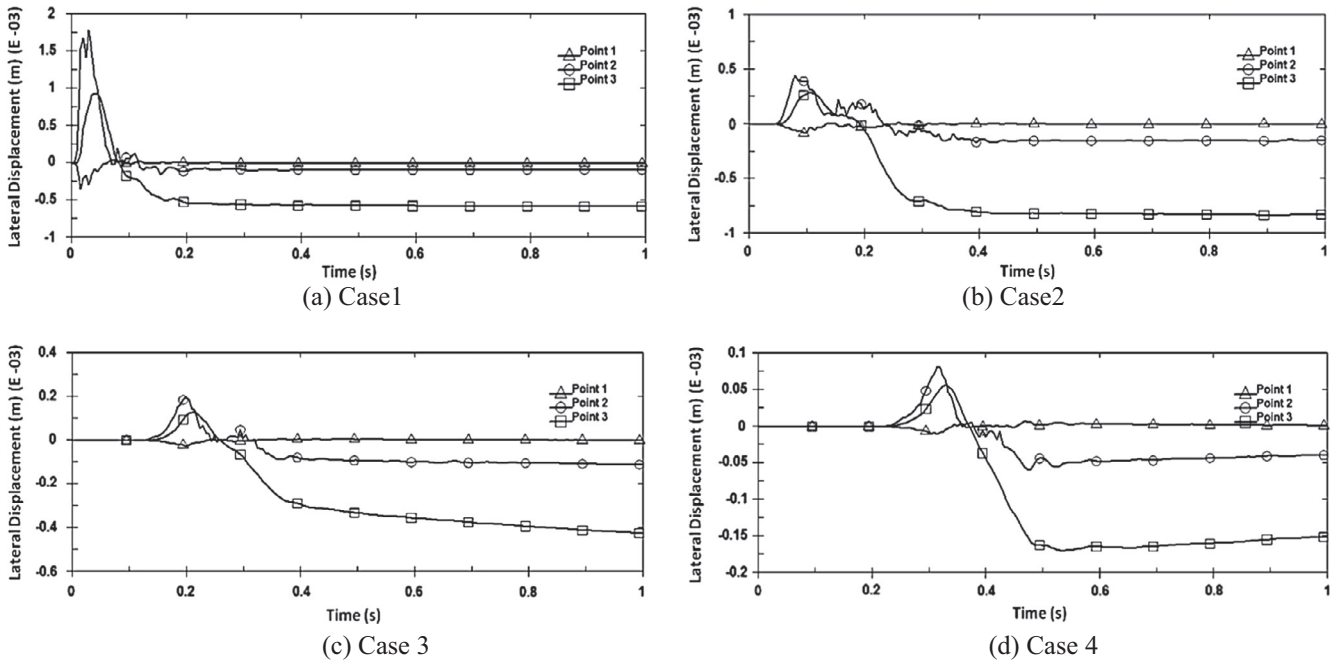 Lateral Displacement (m) (E -03)
2
1.5
1
0.5
0
-0.5
-1
0
0.2
0.4
0.6
0.8
1
Time (s)
Point 1
Point 2
Point 3
(a) Case1
Lateral Displacement (m) (E -03)
1
0.5
0
-0.5
-1
0
0.2
0.4
0.6
0.8
1
Time (s)
Point 1
Point 2
Point 3
(b) Case2
Lateral Displacement (m) (E -03)
0.4
0.2
0
-0.2
-0.4
-0.6
0
0.2
0.4
0.6
0.8
1
Time (s)
Point 1
Point 2
Point 3
(c) Case 3
Lateral Displacement (m) (E -03)
0.1
0.05
0
-0.05
-0.1
-0.15
-0.2
0
0.2
0.4
0.6
0.8
1
Time (s)
Point 1
Point 2
Point 3
(d) Case 4